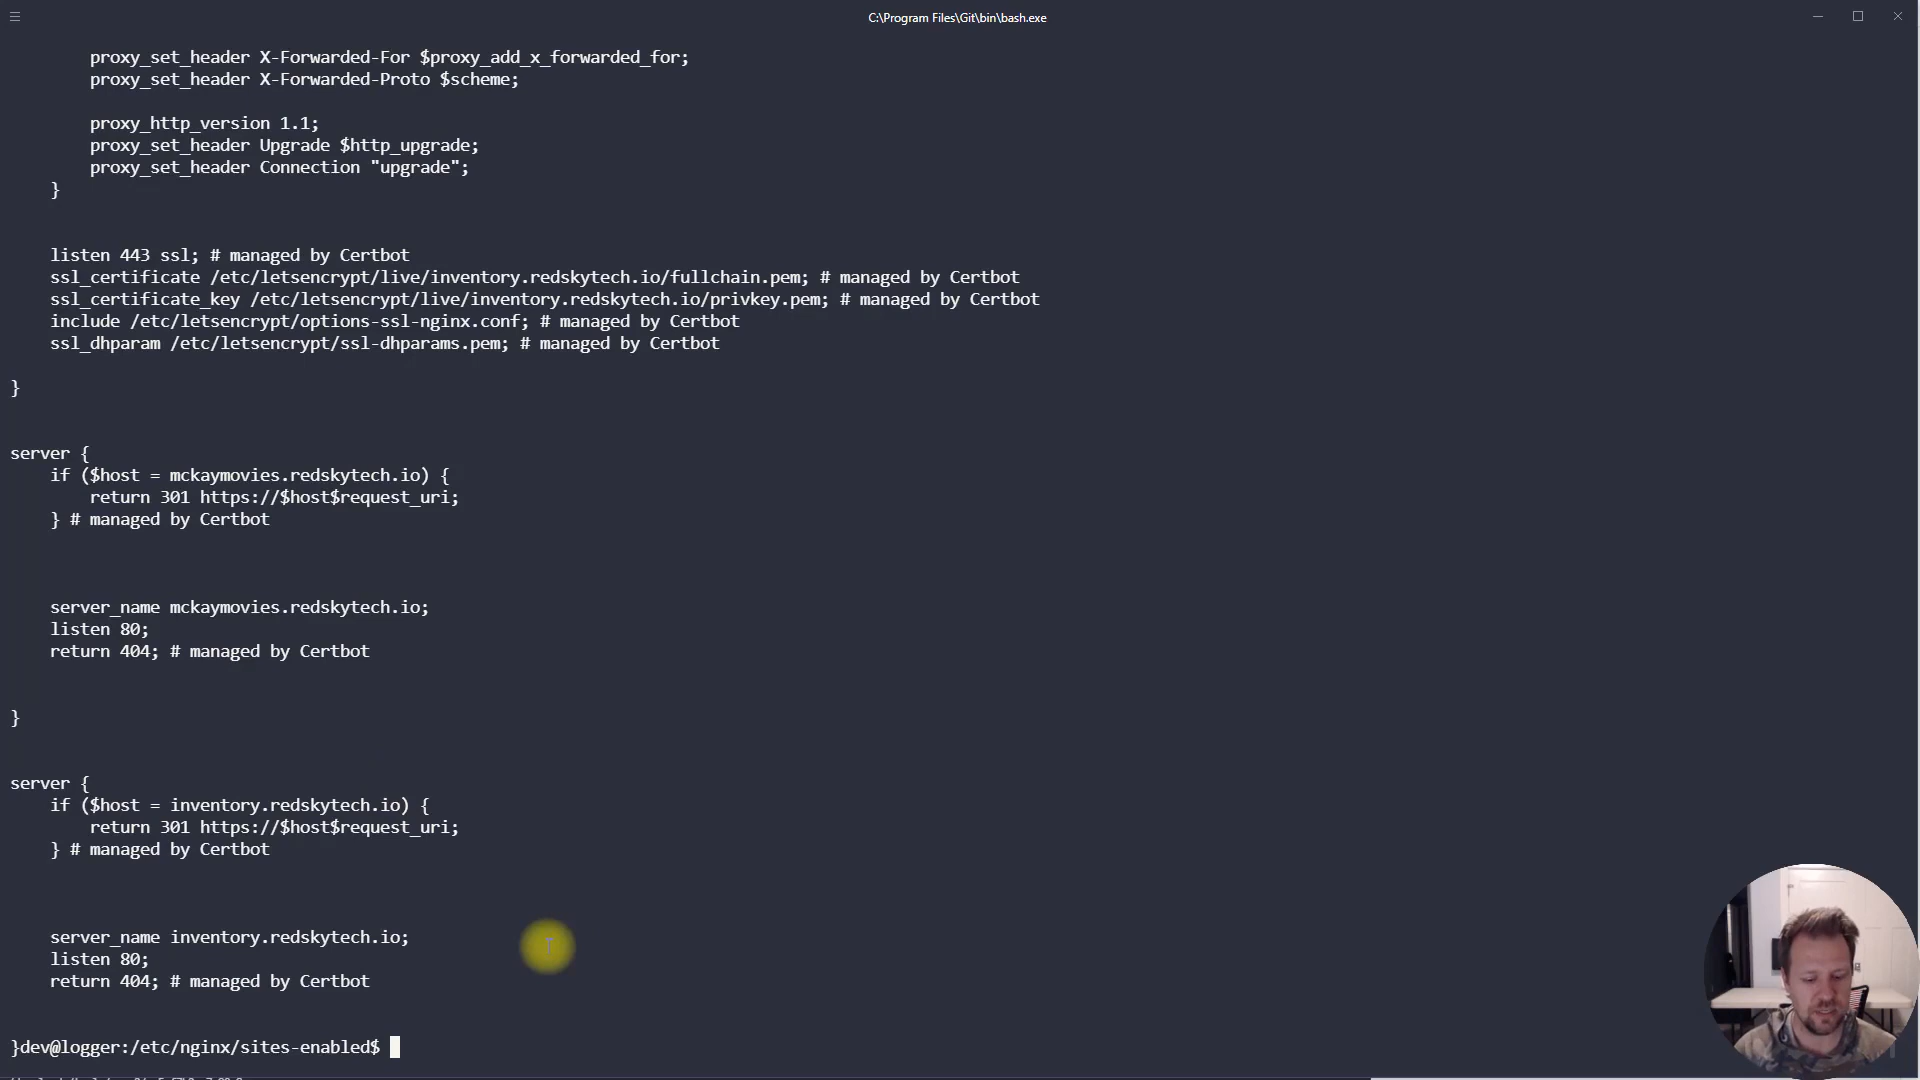 C:\Program Files\Git\bin\bash.exe
proxy_set_header X-Forwarded-For $proxy_add_x_forwarded_for;
proxy_set_header X-Forwarded-Proto $scheme;
proxy_http_version 1.1;
proxy_set_header Upgrade $http_upgrade;
proxy_set_header Connection "upgrade";
}
listen 443 ssl; # managed by Certbot
ssl_certificate /etc/letsencrypt/live/inventory.redskytech.io/fullchain.pem; # managed by Certbot
ssl_certificate_key /etc/letsencrypt/live/inventory.redskytech.io/privkey.pem; # managed by Certbot
include /etc/letsencrypt/options-ssl-nginx.conf; # managed by Certbot
ssl_dhparam /etc/letsencrypt/ssl-dhparams.pem; # managed by Certbot
}
server {
if ($host = mckaymovies.redskytech.io) {
return 301 https://$host$request_uri;
} # managed by Certbot
server_name mckaymovies.redskytech.io;
listen 80;
return 404; # managed by Certbot
}
server {
if ($host = inventory.redskytech.io) {
return 301 https://$host$request_uri;
} # managed by Certbot
server_name inventory.redskytech.io;
listen 80;
return 404; # managed by Certbot
}dev@logger:/etc/nginx/sites-enabled$